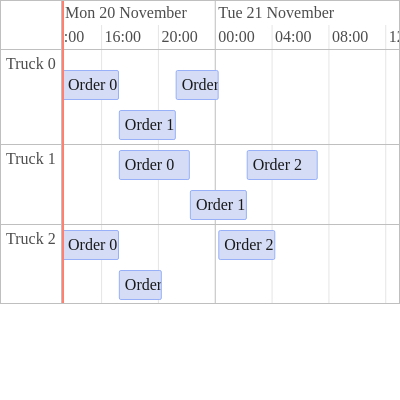 Mon 20 November Tue 21 November
:00 16:00 20:00 00:00 04:00 08:00 12
Truck 0
Order 0 Order
Order 1
Truck 1
Order 0 Order 2
Order 1
Truck 2
Order 0 Order 2
Order